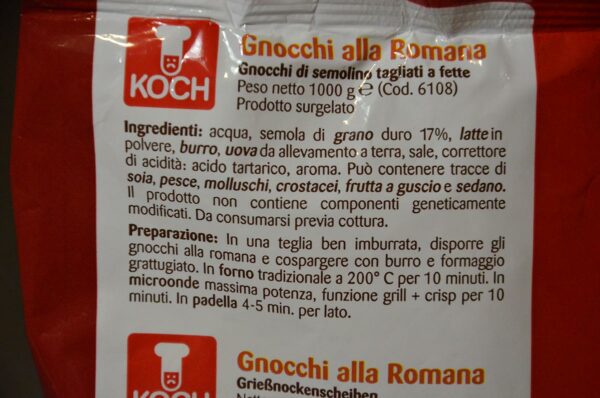 KOCH
Gnocchi alla Romana
Gnocchi di semolino tagliati a fette
Peso netto 1000 g ℮ (Cod. 6108)
Prodotto surgelato
Ingredienti: acqua, semola di grano duro 17%, latte in
polvere, burro, uova da allevamento a terra, sale, correttore
di acidità: acido tartarico, aroma. Può contenere tracce di
soia, pesce, molluschi, crostacei, frutta a guscio e sedano.
Il prodotto non contiene componenti geneticamente
modificati. Da consumarsi previa cottura.
Preparazione: In una teglia ben imburrata, disporre gli
gnocchi alla romana e cospargere con burro e formaggio
grattugiato. In forno tradizionale a 200° C per 10 minuti. In
microonde massima potenza, funzione grill + crisp per 10
minuti. In padella 4-5 min. per lato.
KOCH
Gnocchi alla Romana
Grießnockenscheiben